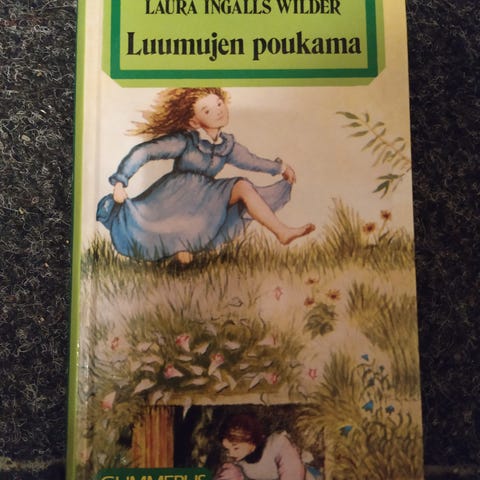 LAURA INGALLS WILDER
Luumujen poukama
GUMMERUS